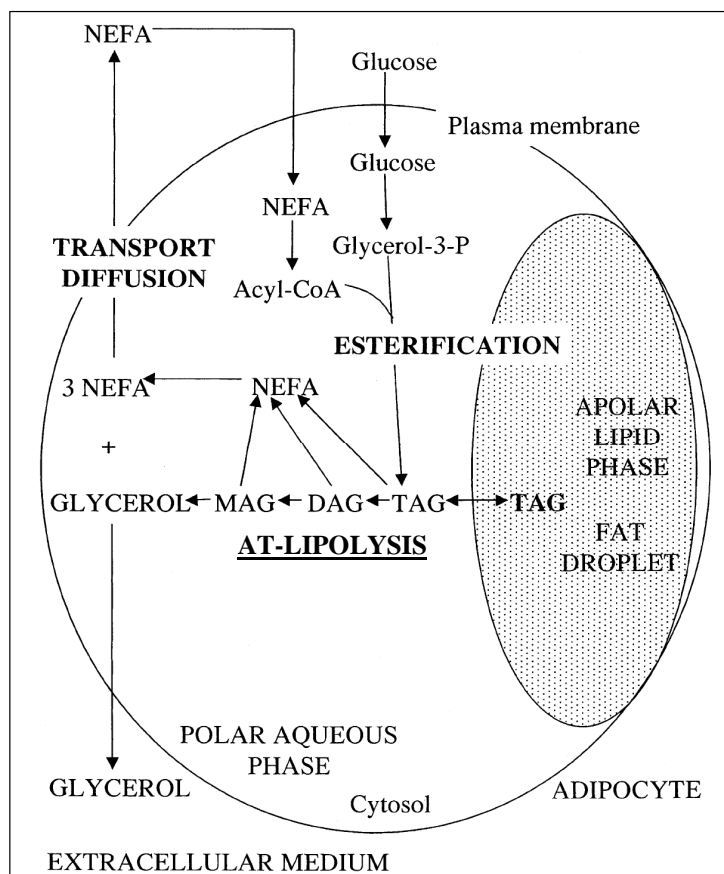 NEFA
Glucose
Plasma membrane
Glucose
NEFA
TRANSPORT
DIFFUSION
Glycerol-3-P
Acyl-CoA
ESTERIFICATION
3 NEFA
NEFA
APOLAR
LIPID
PHASE
+
GLYCEROL
MAG
DAG
TAG
TAG
FAT
DROPLET
AT-LIPOLYSIS
POLAR AQUEOUS
PHASE
GLYCEROL
Cytosol
ADIPOCYTE
EXTRACELLULAR MEDIUM